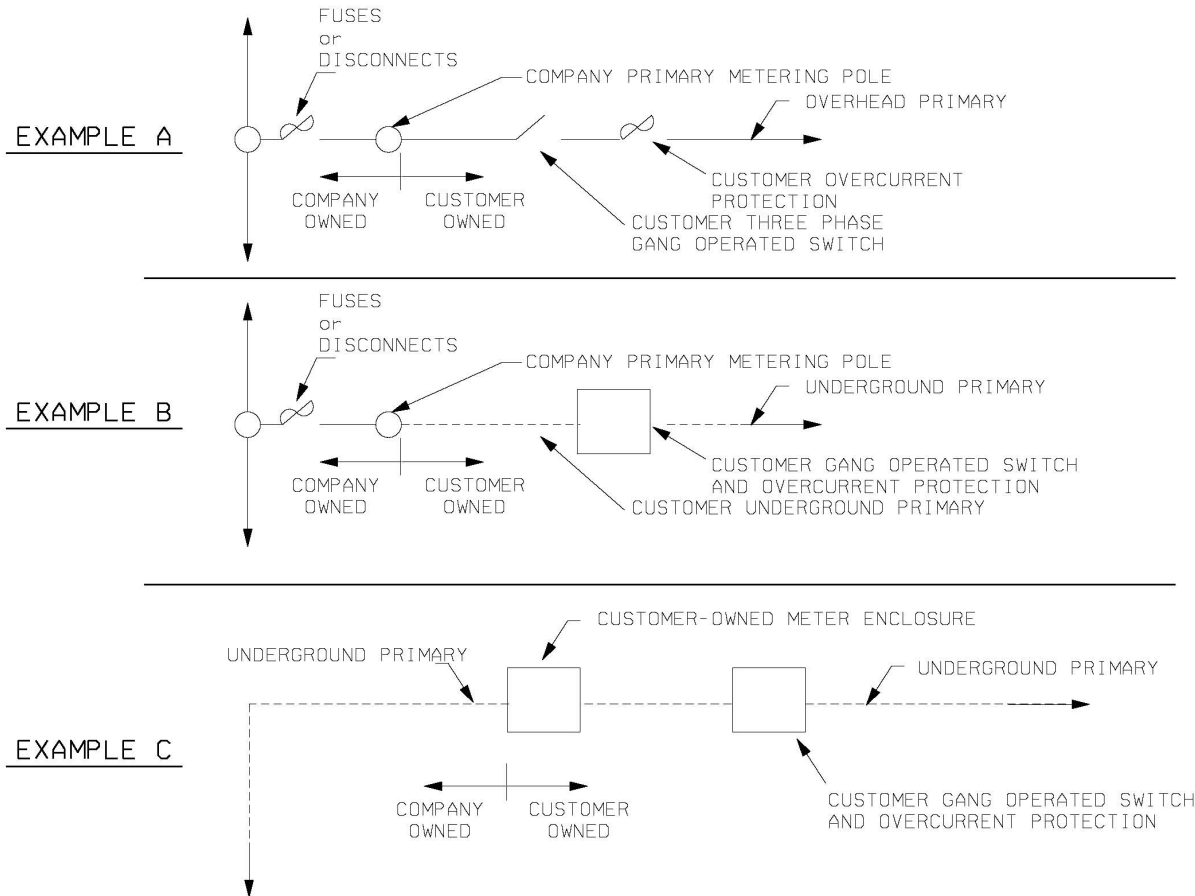 FUSES
or
DISCONNECTS
COMPANY PRIMARY METERING POLE
OVERHEAD PRIMARY
EXAMPLE A
COMPANY
OWNED
CUSTOMER
OWNED
CUSTOMER OVERCURRENT
PROTECTION
CUSTOMER THREE PHASE
GANG OPERATED SWITCH
FUSES
or
DISCONNECTS
COMPANY PRIMARY METERING POLE
UNDERGROUND PRIMARY
EXAMPLE B
COMPANY
OWNED
CUSTOMER
OWNED
CUSTOMER GANG OPERATED SWITCH
AND OVERCURRENT PROTECTION
CUSTOMER UNDERGROUND PRIMARY
CUSTOMER-OWNED METER ENCLOSURE
UNDERGROUND PRIMARY
UNDERGROUND PRIMARY
EXAMPLE C
COMPANY
OWNED
CUSTOMER
OWNED
CUSTOMER GANG OPERATED SWITCH
AND OVERCURRENT PROTECTION